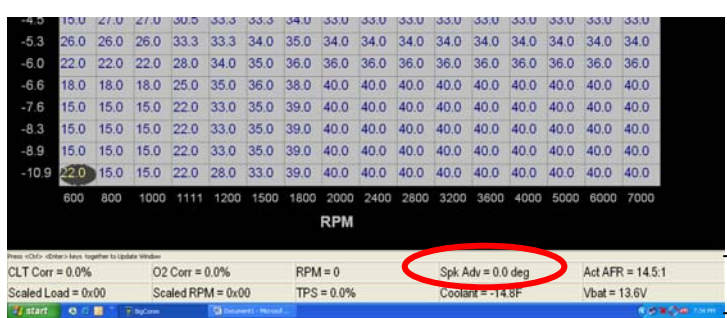 -4.5 15.0 27.0 27.0 30.5 33.3 33.3 34.0 33.0 33.0 33.0 33.0 33.0 33.0 33.0 33.0
-5.3 26.0 26.0 26.0 33.3 33.3 34.0 35.0 34.0 34.0 34.0 34.0 34.0 34.0 34.0 34.0
-6.0 22.0 22.0 22.0 28.0 34.0 35.0 36.0 36.0 36.0 36.0 36.0 36.0 36.0 36.0 36.0
-6.6 18.0 18.0 18.0 25.0 35.0 36.0 38.0 40.0 40.0 40.0 40.0 40.0 40.0 40.0 40.0
-7.6 15.0 15.0 15.0 22.0 33.0 35.0 39.0 40.0 40.0 40.0 40.0 40.0 40.0 40.0 40.0
-8.3 15.0 15.0 15.0 22.0 33.0 35.0 39.0 40.0 40.0 40.0 40.0 40.0 40.0 40.0 40.0
-8.9 15.0 15.0 15.0 22.0 33.0 35.0 39.0 40.0 40.0 40.0 40.0 40.0 40.0 40.0 40.0
-10.9 22.0 15.0 15.0 22.0 28.0 33.0 39.0 40.0 40.0 40.0 40.0 40.0 40.0 40.0 40.0
600 800 1000 1111 1200 1500 1800 2000 2400 2800 3200 3600 4000 5000 6000 7000
RPM
Press <Ctrl> <Enter> keys together to Update Window
CLT Corr = 0.0% O2 Corr = 0.0% RPM = 0 Spk Adv = 0.0 deg Act AFR = 14.5:1
Scaled Load = 0x00 Scaled RPM = 0x00 TPS = 0.0% Coolant = -14.8F Vbat = 13.6V
start BigComm Document1 - Microsof... 7:34 PM